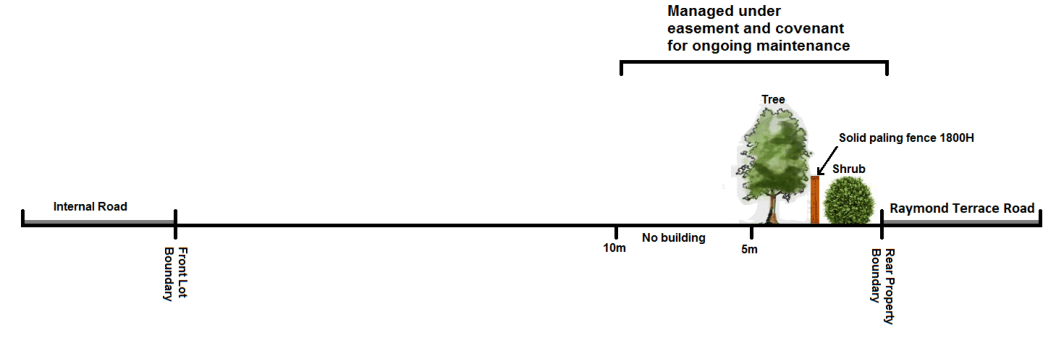 Managed under
easement and covenant
for ongoing maintenance
Tree
Solid paling fence 1800H
Shrub
Internal Road
Raymond Terrace Road
10m
No building
5m
Front Lot
Boundary
Rear Property
Boundary